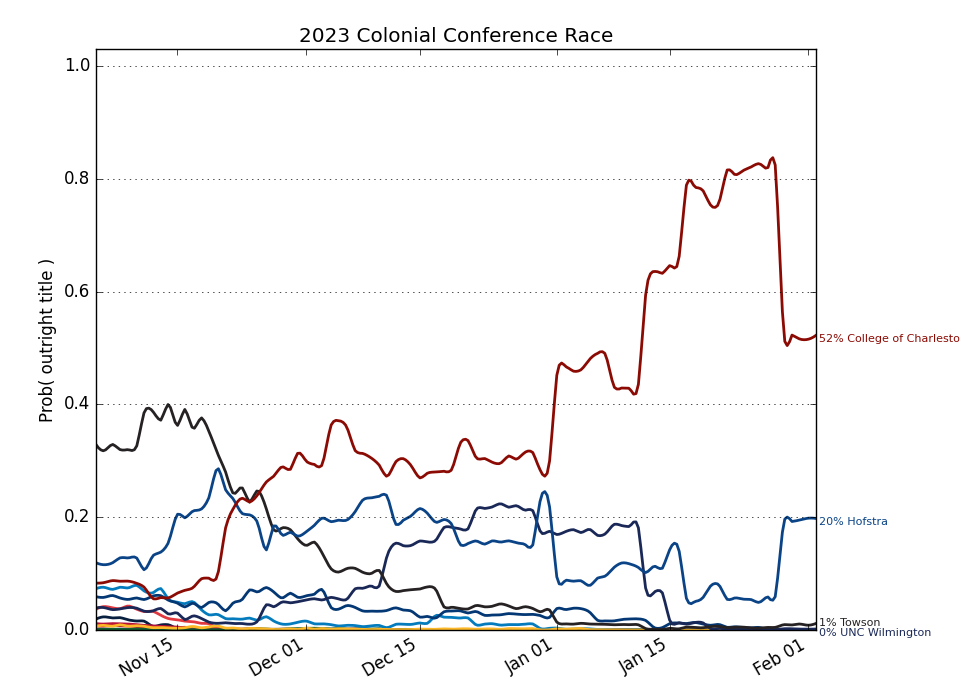 2023 Colonial Conference Race
Prob( outright title )
1.0
0.8
0.6
0.4
0.2
0.0
Nov 15
Dec 01
Dec 15
Jan 01
Jan 15
Feb 01
52% College of Charlesto
20% Hofstra
1% Towson
0% UNC Wilmington